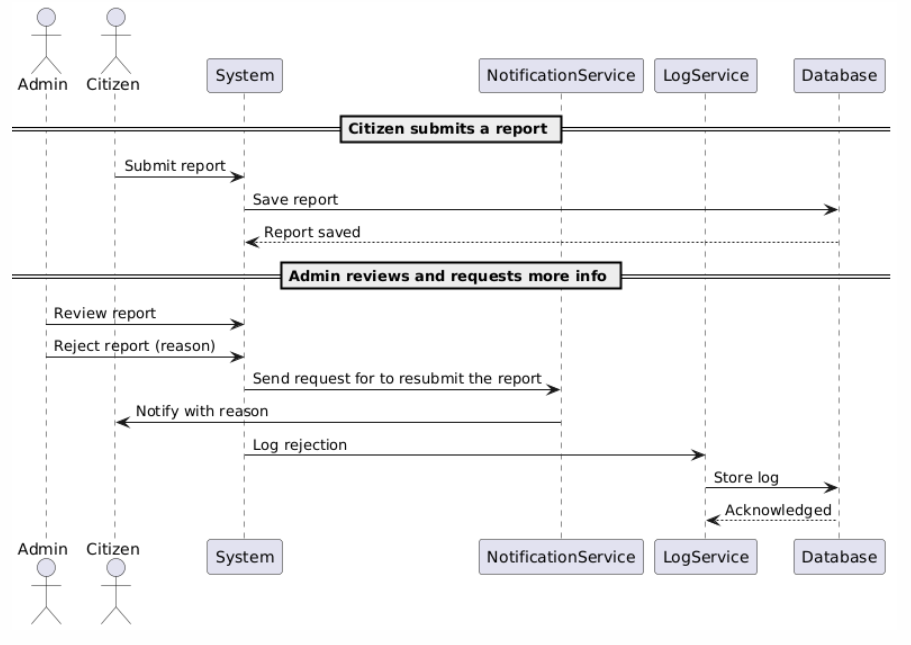 Admin
Citizen
System
NotificationService
LogService
Database
Citizen submits a report
Submit report
Save report
Report saved
Admin reviews and requests more info
Review report
Reject report (reason)
Send request for to resubmit the report
Notify with reason
Log rejection
Store log
Acknowledged
Admin
Citizen
System
NotificationService
LogService
Database